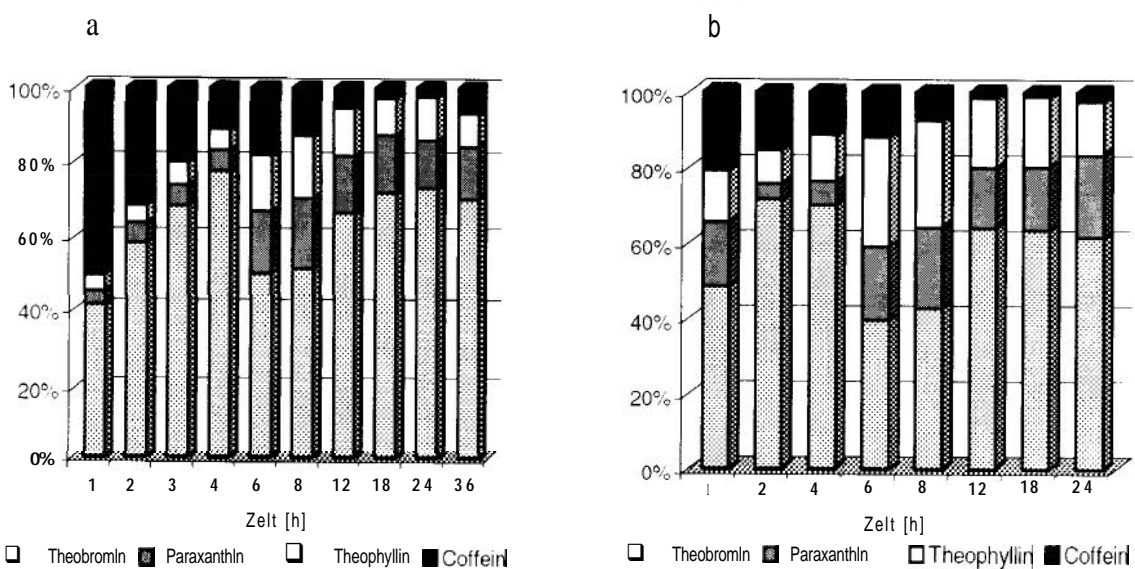 a
100%
80%
60%
40%
20%
0%
1 2 3 4 6 8 12 18 24 36
Zelt [h]
Theobromln Paraxanthln Theophyllin Coffein
b
100%
80%
60%
40%
20%
0%
1 2 4 6 8 12 18 24
Zelt [h]
Theobromln Paraxanthln Theophyllin Coffein